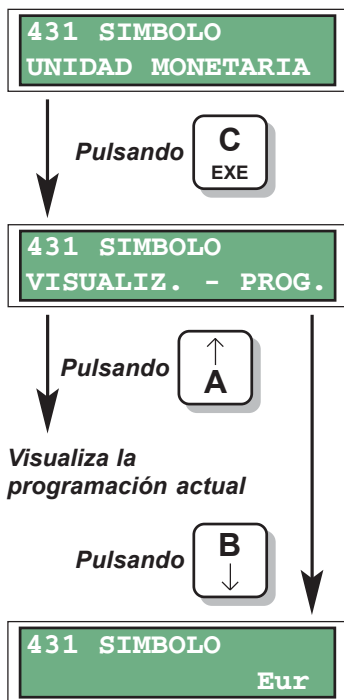 431 SIMBOLO
UNIDAD MONETARIA
Pulsando
C
EXE
431 SIMBOLO
VISUALIZ. - PROG.
Pulsando
↑
A
Visualiza la
programación actual
Pulsando
B
↓
431 SIMBOLO
Eur